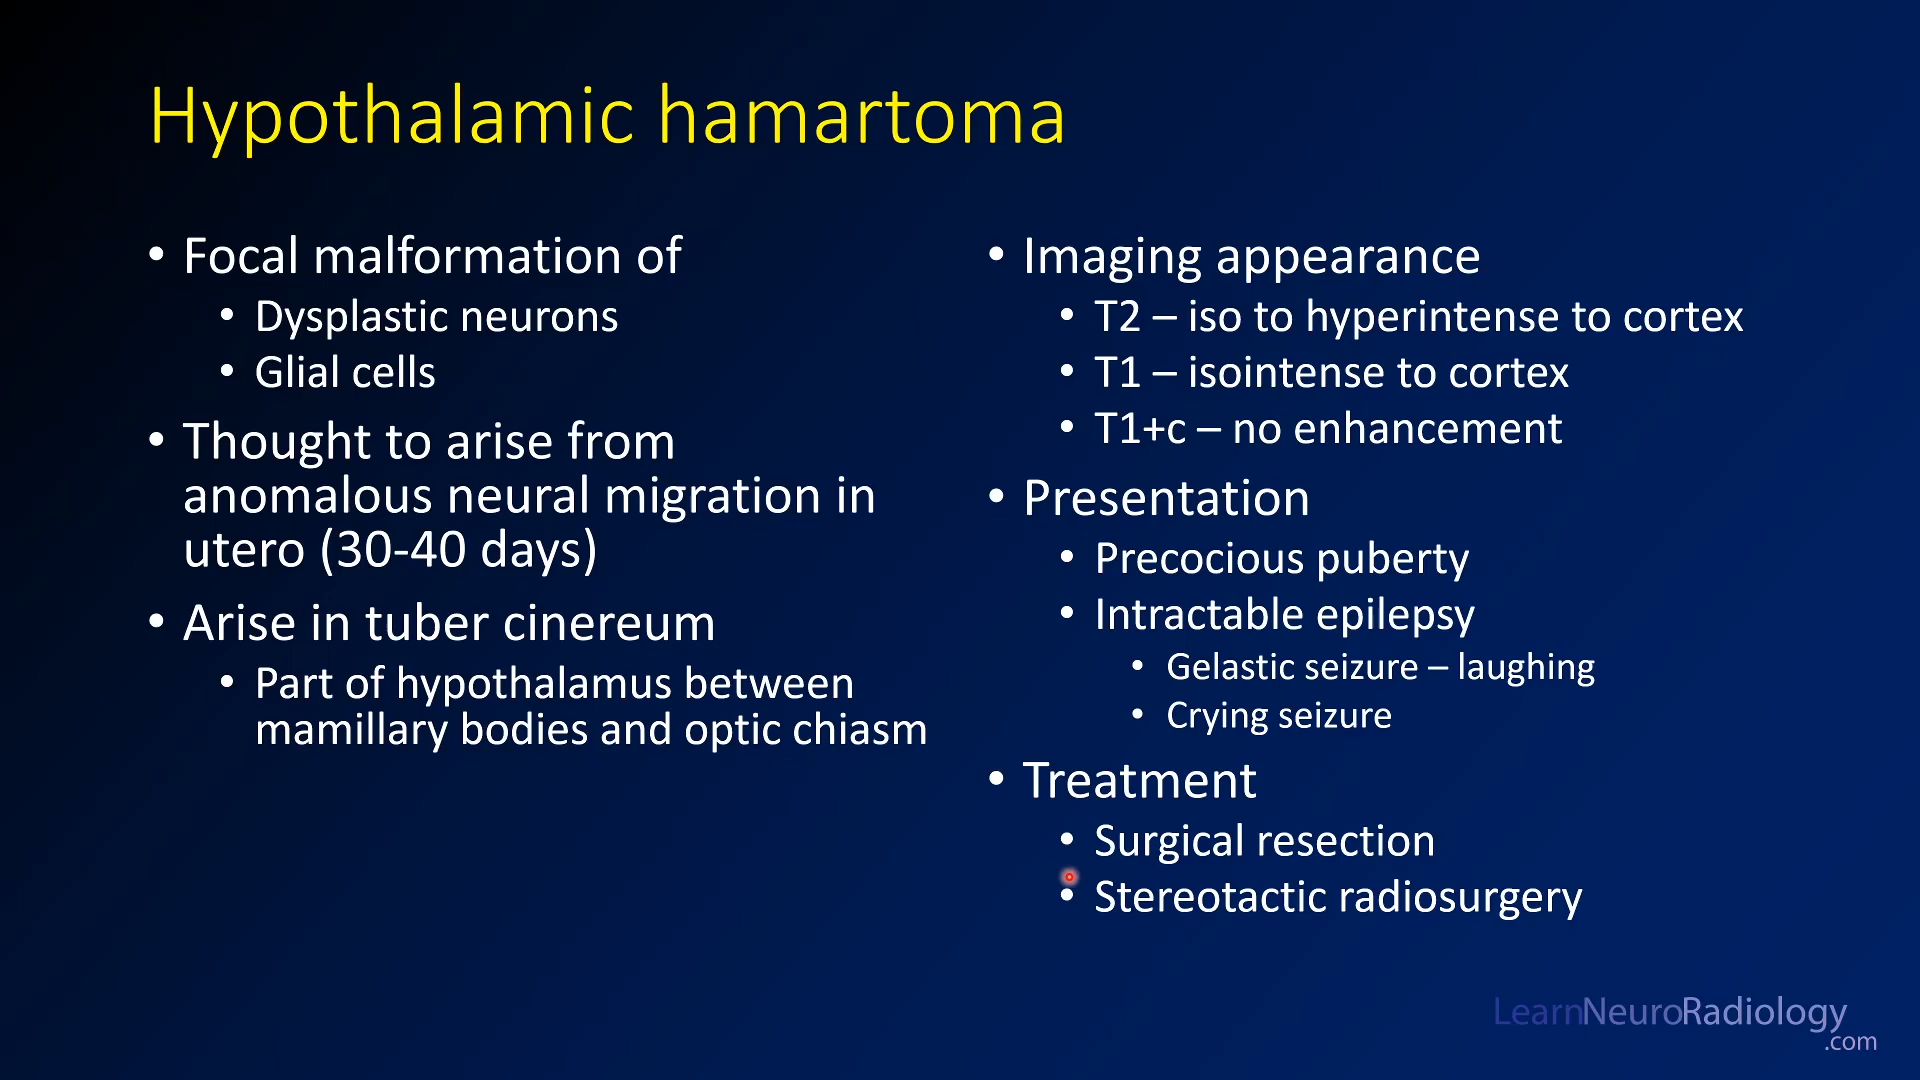 Hypothalamic hamartoma
• Focal malformation of
• Dysplastic neurons
• Glial cells
• Thought to arise from
anomalous neural migration in
utero (30-40 days)
• Arise in tuber cinereum
• Part of hypothalamus between
mamillary bodies and optic chiasm
• Imaging appearance
• T2 – iso to hyperintense to cortex
• T1 – isointense to cortex
• T1+c – no enhancement
• Presentation
• Precocious puberty
• Intractable epilepsy
• Gelastic seizure – laughing
• Crying seizure
• Treatment
• Surgical resection
• Stereotactic radiosurgery
LearnNeuroRadiology
.com